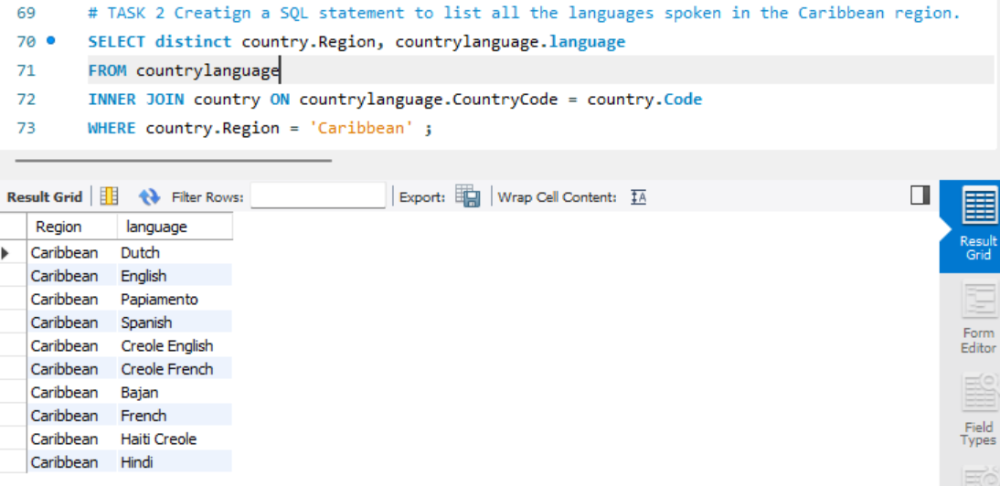 69 # TASK 2 Creatign a SQL statement to list all the languages spoken in the Caribbean region.
70 SELECT distinct country.Region, countrylanguage.language
71 FROM countrylanguage
72 INNER JOIN country ON countrylanguage.CountryCode = country.Code
73 WHERE country.Region = 'Caribbean' ;
Result Grid Filter Rows: Export: Wrap Cell Content: IA
Region language
Caribbean Dutch
Caribbean English
Caribbean Papiamento
Caribbean Spanish
Caribbean Creole English
Caribbean Creole French
Caribbean Bajan
Caribbean French
Caribbean Haiti Creole
Caribbean Hindi
Result
Grid
Form
Editor
Field
Types